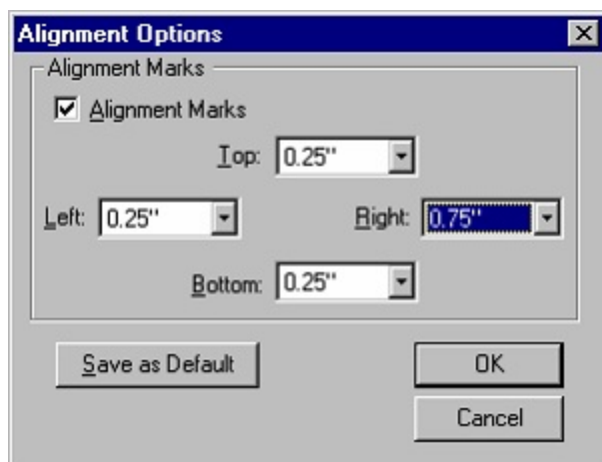 Alignment Options
Alignment Marks
Alignment Marks
Top: 0.25"
Left: 0.25" Right: 0.75"
Bottom: 0.25"
Save as Default OK
Cancel